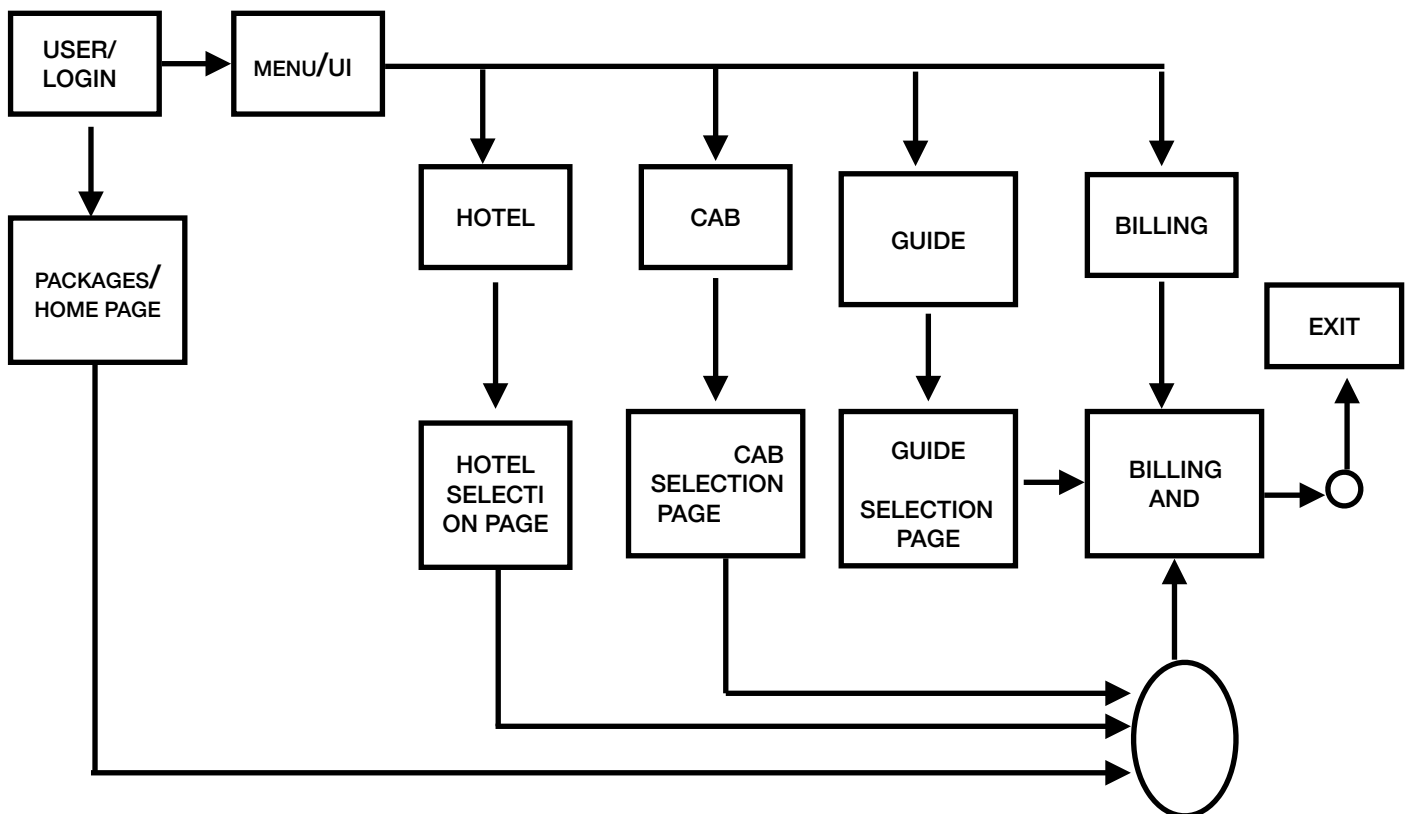 USER/
LOGIN
MENU/UI
HOTEL
CAB
GUIDE
BILLING
PACKAGES/
HOME PAGE
EXIT
HOTEL
SELECTI
ON PAGE
CAB
SELECTION
PAGE
GUIDE
SELECTION
PAGE
BILLING
AND